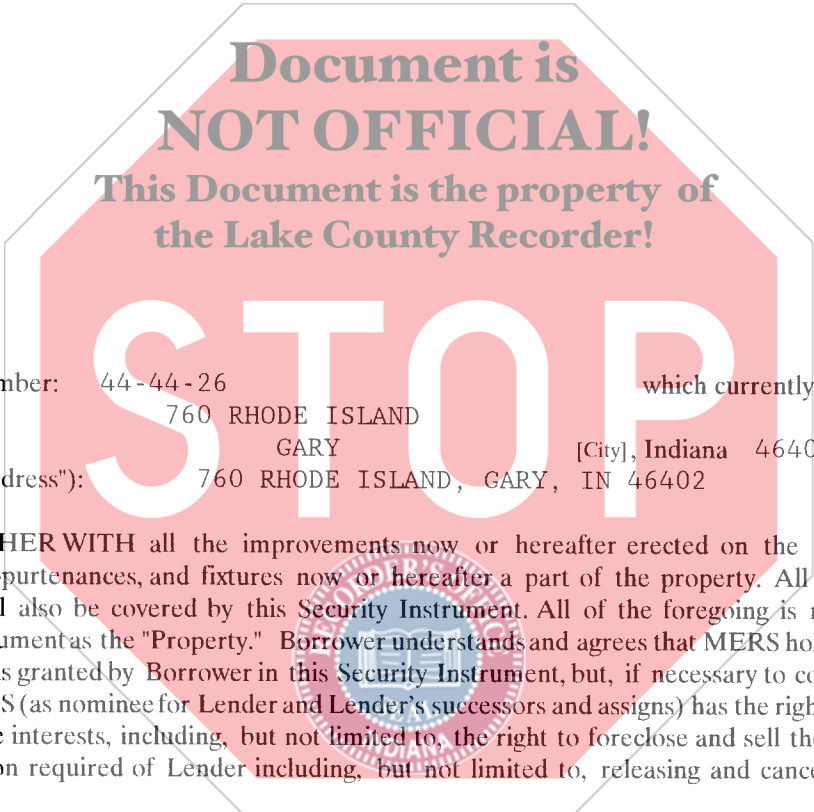 Document is
NOT OFFICIAL!
This Document is the property of
the Lake County Recorder!
STOP
mber: 44-44-26 which currently
760 RHODE ISLAND
GARY [City], Indiana 4640
dress"): 760 RHODE ISLAND, GARY, IN 46402
HER WITH all the improvements now or hereafter erected on the
purtenances, and fixtures now or hereafter a part of the property. All
l also be covered by this Security Instrument. All of the foregoing is
ument as the "Property." Borrower understands and agrees that MERS hol
s granted by Borrower in this Security Instrument, but, if necessary to co
S (as nominee for Lender and Lender's successors and assigns) has the righ
e interests, including, but not limited to, the right to foreclose and sell the
on required of Lender including, but not limited to, releasing and cance
RECORDER'S OFFICE
INDIANA